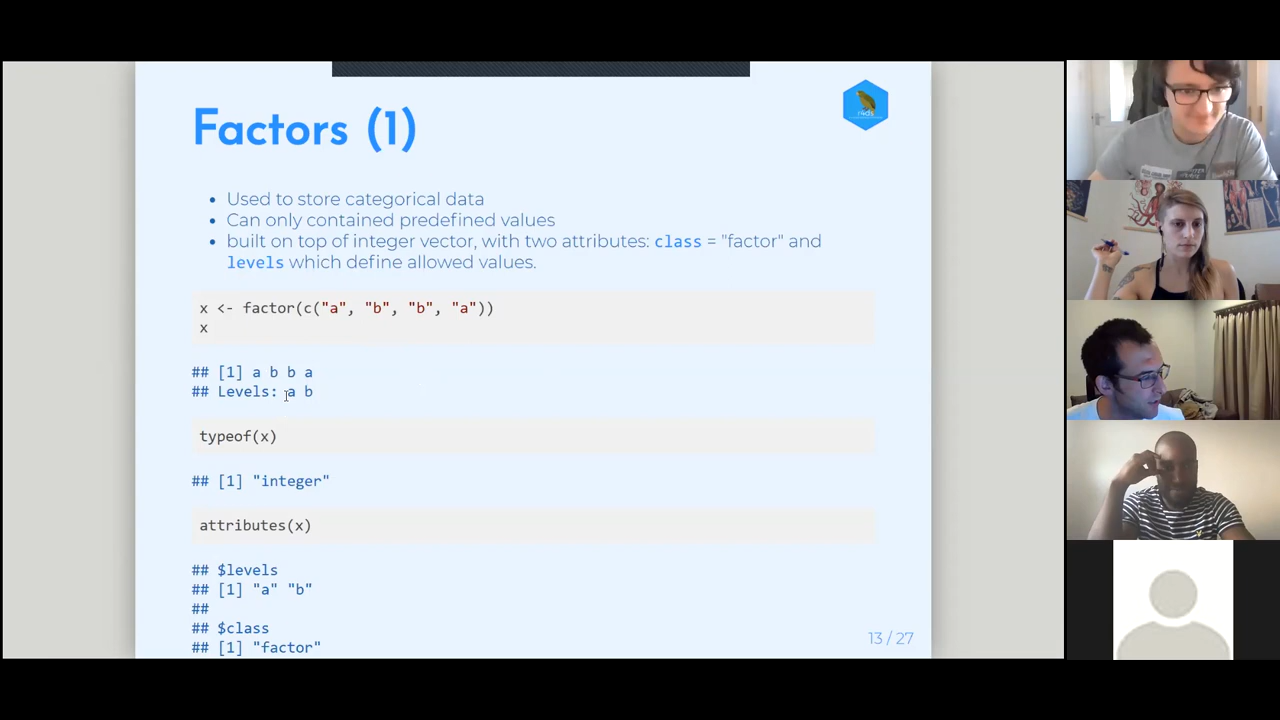 Factors (1)
r4ds
Used to store categorical data
Can only contained predefined values
built on top of integer vector, with two attributes: class = "factor" and
levels which define allowed values.
x <- factor(c("a", "b", "b", "a"))
x
## [1] a b b a
## Levels: a b
typeof(x)
## [1] "integer"
attributes(x)
## $levels
## [1] "a" "b"
##
## $class
## [1] "factor"
13 / 27